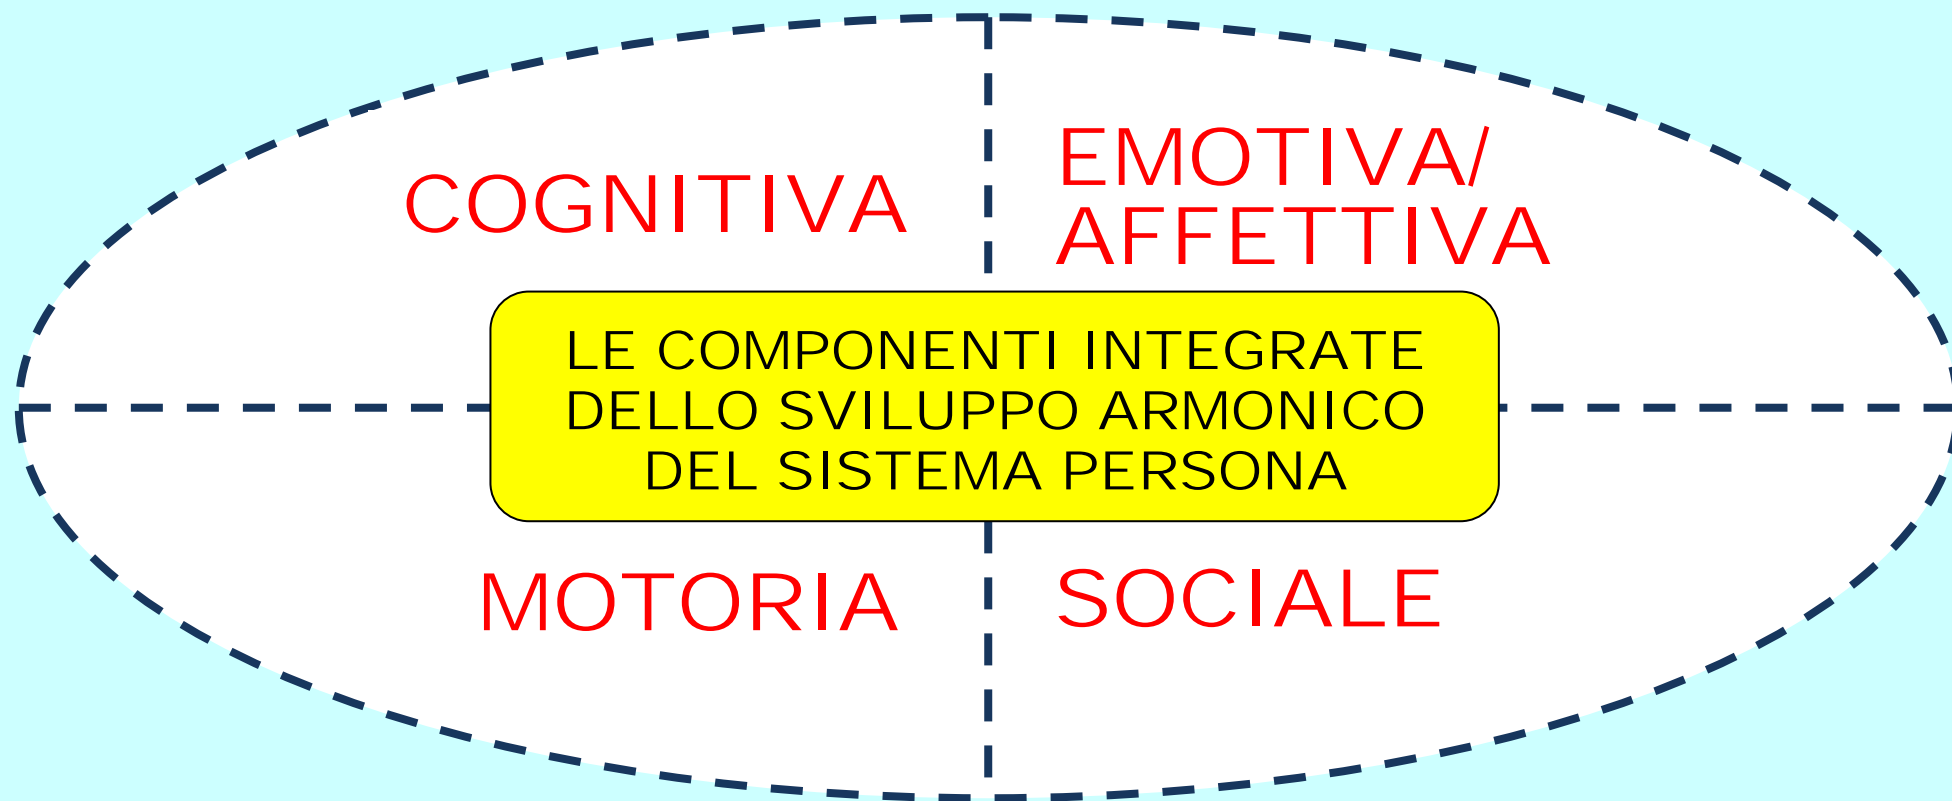 COGNITIVA
EMOTIVA/
AFFETTIVA
LE COMPONENTI INTEGRATE
DELLO SVILUPPO ARMONICO
DEL SISTEMA PERSONA
MOTORIA
SOCIALE